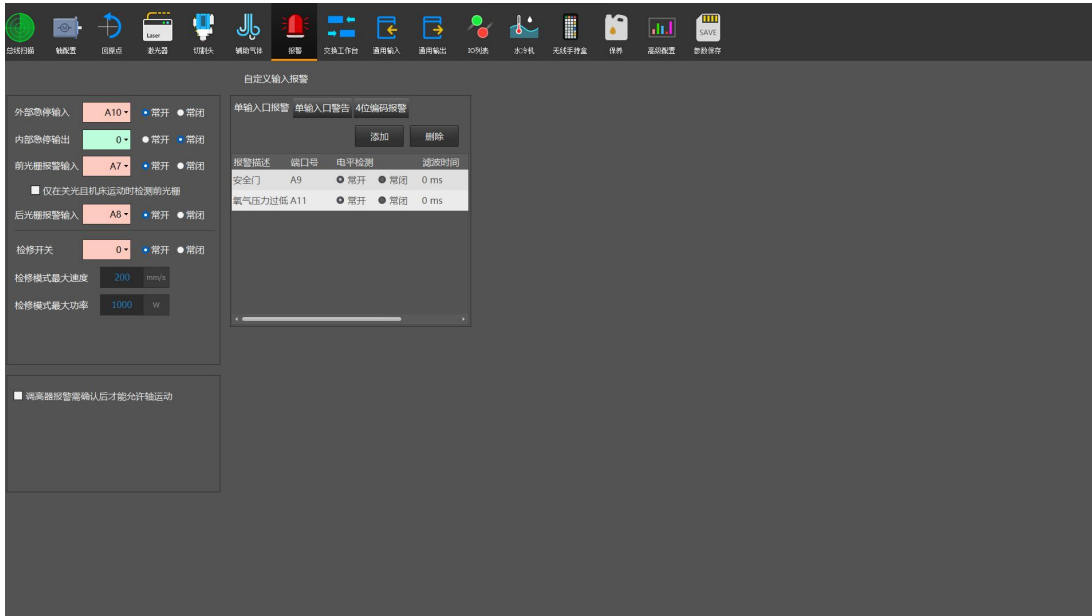 Laser
SAVE
总线扫描 轴配置 回原点 激光器 切割头 辅助气体 报警 交换工作台 通用输入 通用输出 IO列表 水冷机 无线手持盒 保养 高级配置 参数保存
自定义输入报警
外部急停输入 A10 常开 常闭
内部急停输出 0 常开 常闭
前光栅报警输入 A7 常开 常闭
仅在关光且机床运动时检测前光栅
后光栅报警输入 A8 常开 常闭
检修开关 0 常开 常闭
检修模式最大速度 200 mm/s
检修模式最大功率 1000 W
单输入口报警 单输入口警告 4位编码报警
添加 删除
报警描述 端口号 电平检测 滤波时间
安全门 A9 常开 常闭 0 ms
氧气压力过低 A11 常开 常闭 0 ms
调高器报警需确认后才能允许轴运动